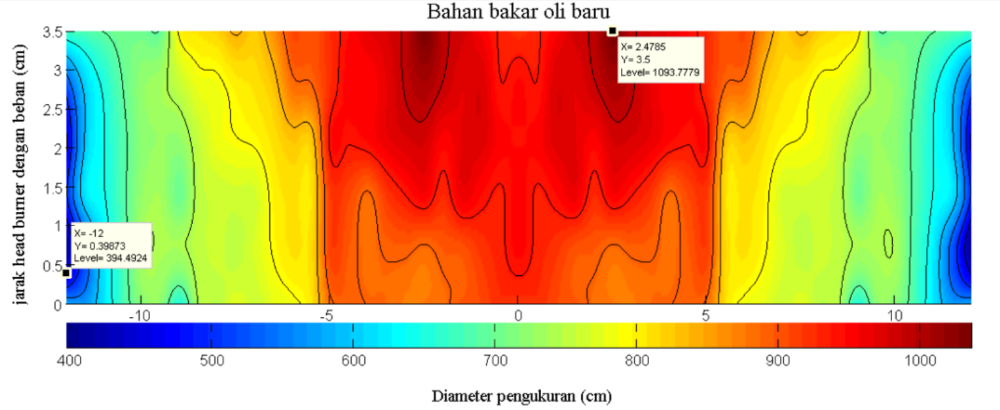 Bahan bakar oli baru
jarak head burner dengan beban (cm)
3.5
3
2.5
2
1.5
1
0.5
0
X= 2.4785
Y= 3.5
Level= 1093.7779
X= -12
Y= 0.39873
Level= 394.4924
-10 -5 0 5 10
400 500 600 700 800 900 1000
Diameter pengukuran (cm)